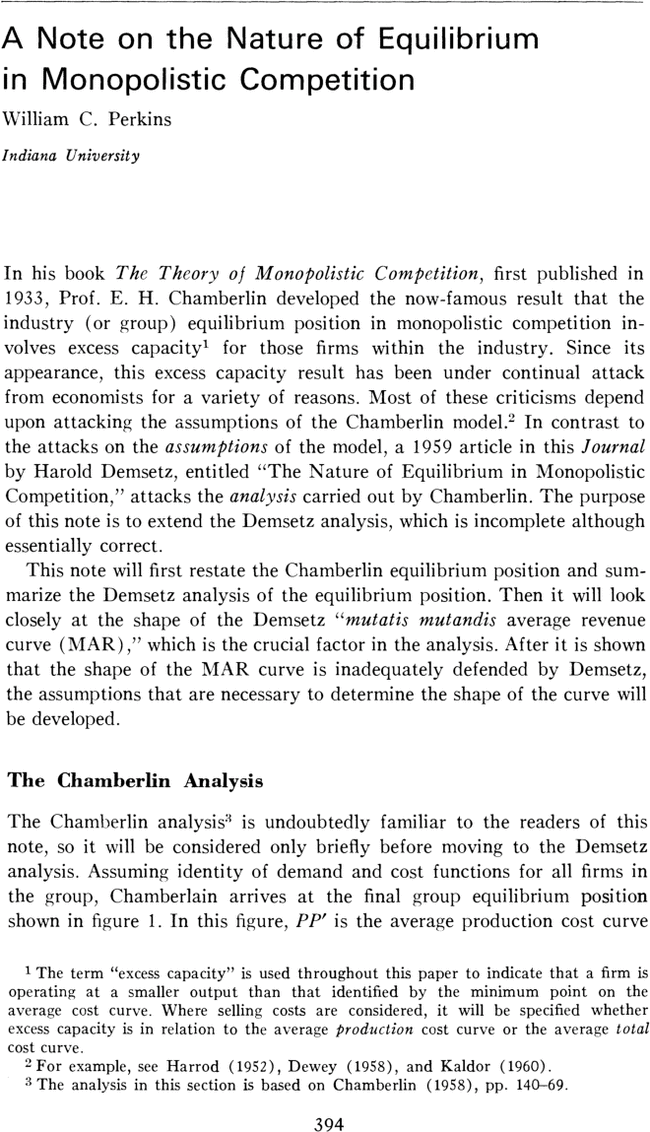 A Note on the Nature of Equilibrium
in Monopolistic Competition
William C. Perkins
Indiana University
In his book The Theory of Monopolistic Competition, first published in
1933, Prof. E. H. Chamberlin developed the now-famous result that the
industry (or group) equilibrium position in monopolistic competition in-
volves excess capacity¹ for those firms within the industry. Since its
appearance, this excess capacity result has been under continual attack
from economists for a variety of reasons. Most of these criticisms depend
upon attacking the assumptions of the Chamberlin model.² In contrast to
the attacks on the assumptions of the model, a 1959 article in this Journal
by Harold Demsetz, entitled “The Nature of Equilibrium in Monopolistic
Competition,” attacks the analysis carried out by Chamberlin. The purpose
of this note is to extend the Demsetz analysis, which is incomplete although
essentially correct.
This note will first restate the Chamberlin equilibrium position and sum-
marize the Demsetz analysis of the equilibrium position. Then it will look
closely at the shape of the Demsetz “mutatis mutandis average revenue
curve (MAR),” which is the crucial factor in the analysis. After it is shown
that the shape of the MAR curve is inadequately defended by Demsetz,
the assumptions that are necessary to determine the shape of the curve will
be developed.
The Chamberlin Analysis
The Chamberlin analysis³ is undoubtedly familiar to the readers of this
note, so it will be considered only briefly before moving to the Demsetz
analysis. Assuming identity of demand and cost functions for all firms in
the group, Chamberlain arrives at the final group equilibrium position
shown in figure 1. In this figure, PP′ is the average production cost curve
¹ The term “excess capacity” is used throughout this paper to indicate that a firm is
operating at a smaller output than that identified by the minimum point on the
average cost curve. Where selling costs are considered, it will be specified whether
excess capacity is in relation to the average production cost curve or the average total
cost curve.
² For example, see Harrod (1952), Dewey (1958), and Kaldor (1960).
³ The analysis in this section is based on Chamberlin (1958), pp. 140–69.
394